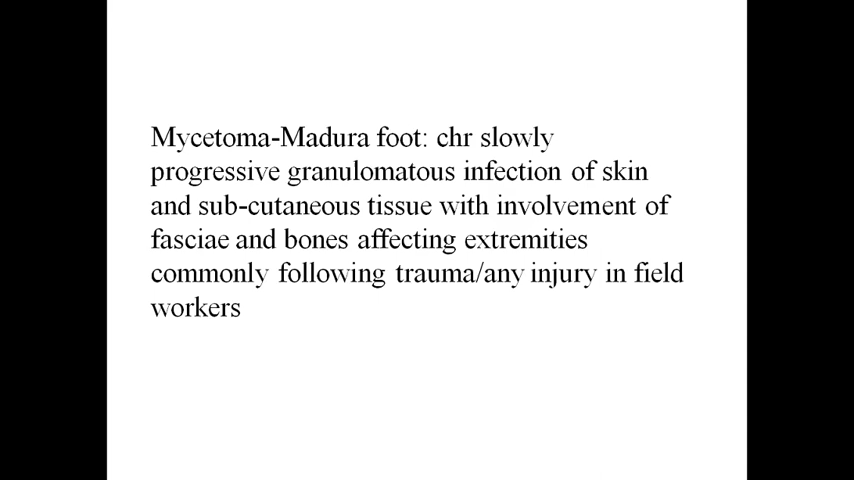 Mycetoma-Madura foot: chr slowly
progressive granulomatous infection of skin
and sub-cutaneous tissue with involvement of
fasciae and bones affecting extremities
commonly following trauma/any injury in field
workers